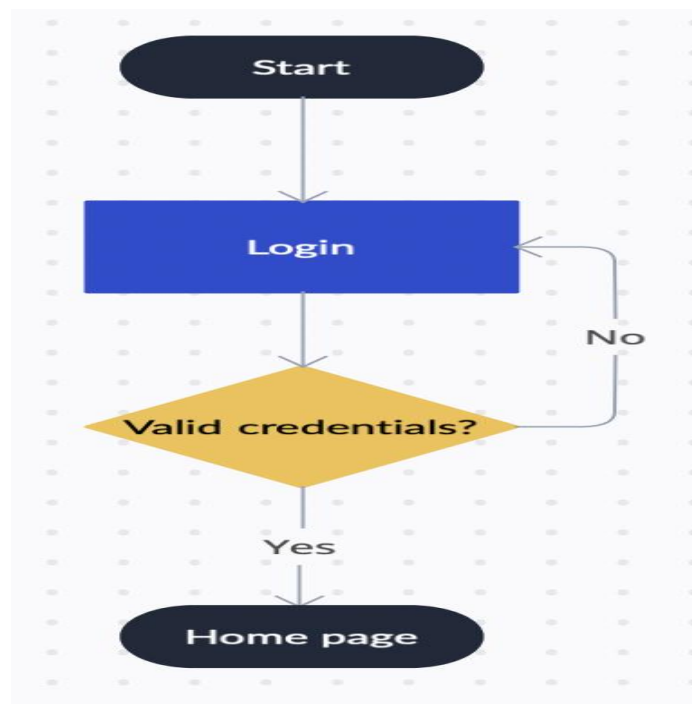 Start
Login
No
Valid credentials?
Yes
Home page